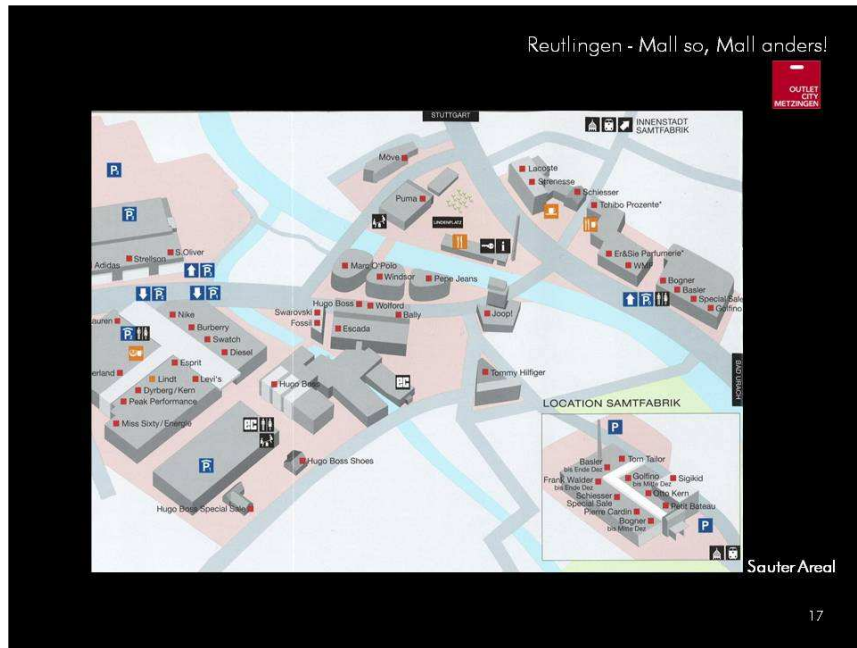 Reutlingen - Mall so, Mall anders!
OUTLET
CITY
METZINGEN
STUTTGART
INNENSTADT
SAMTFABRIK
Möve
Puma
LINDENPLATZ
Lacoste
Strenesse
Schiesser
Tchibo Prozente*
Er&Sie Parfumerie*
WMF
Bogner
Basler
Special Sale
Golfino
S.Oliver
Strellson
Adidas
Marc O'Polo
Windsor
Pepe Jeans
Hugo Boss
Wolford
Bally
Swarovski
Fossil
Escada
Joop!
auren
Nike
Burberry
Swatch
Diesel
Esprit
erland
Lindt
Levi's
Dyrberg/Kern
Peak Performance
Miss Sixty/Energie
Hugo Boss
ec
Tommy Hilfiger
BAD URACH
ec
Hugo Boss Shoes
Hugo Boss Special Sale
LOCATION SAMTFABRIK
P
Basler
bis Ende Dez
Tom Tailor
Frank Walder
bis Ende Dez
Golfino
bis Mitte Dez
Sigikid
Schiesser
Special Sale
Otto Kern
Pierre Cardin
Petit Bateau
Bogner
bis Mitte Dez
P
Sauter Areal
17